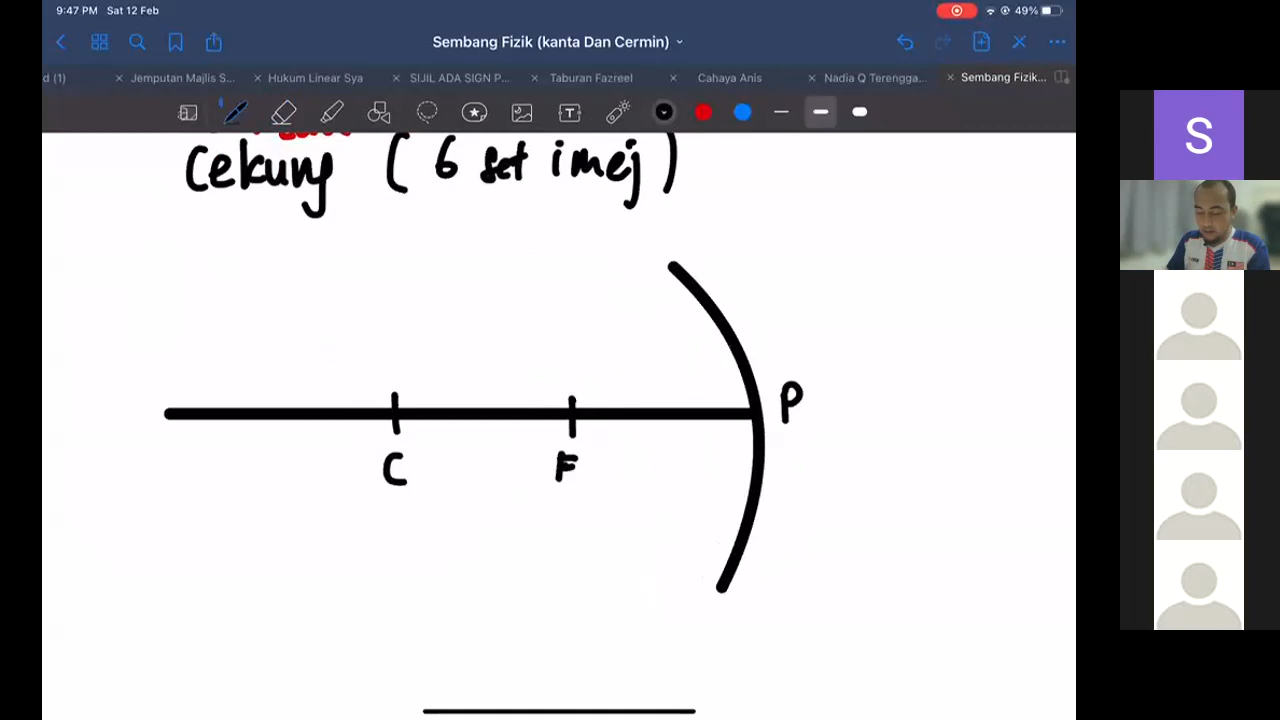 9:47 PM Sat 12 Feb
49%
Sembang Fizik (kanta Dan Cermin)
d (1)
Jemputan Majlis S...
Hukum Linear Sya
SIJIL ADA SIGN P...
Taburan Fazreel
Cahaya Anis
Nadia Q Terengga...
Sembang Fizik...
T
Cekung ( 6 set imej )
S
P
C F